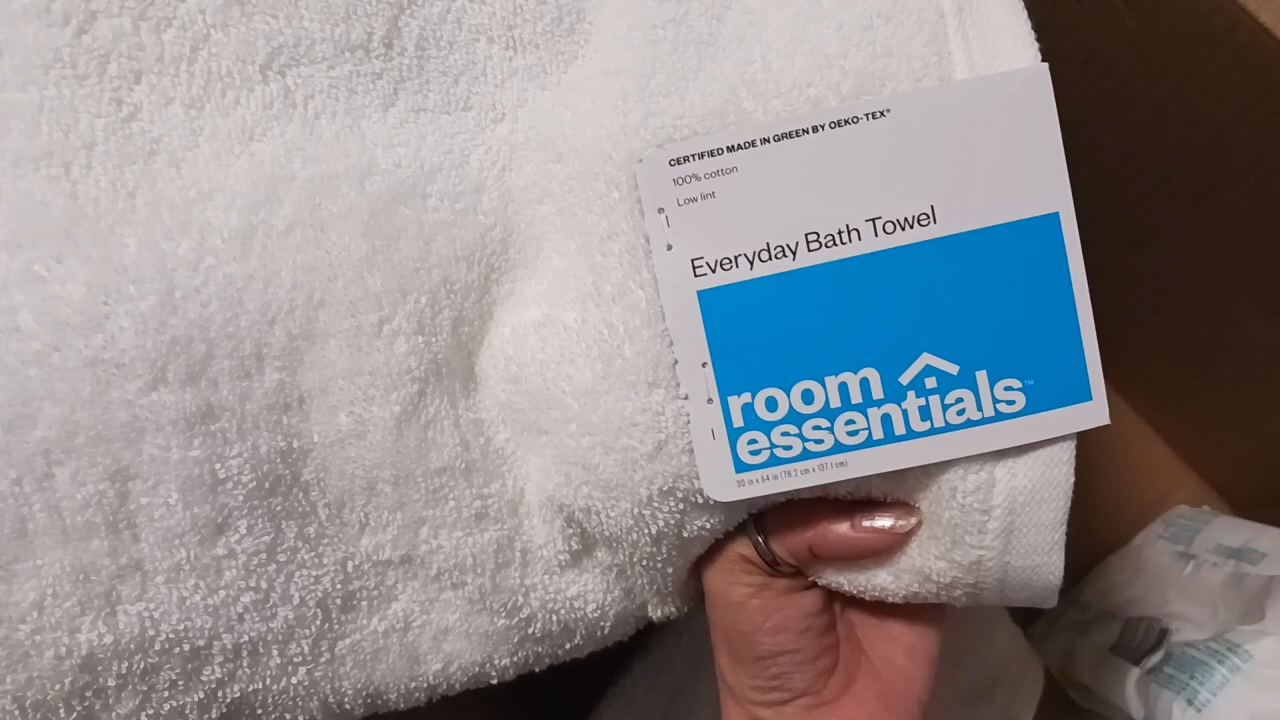 CERTIFIED MADE IN GREEN BY OEKO-TEX®
100% cotton
Low lint
Everyday Bath Towel
room
essentials™
30 in x 54 in (76.2 cm x 137.1 cm)